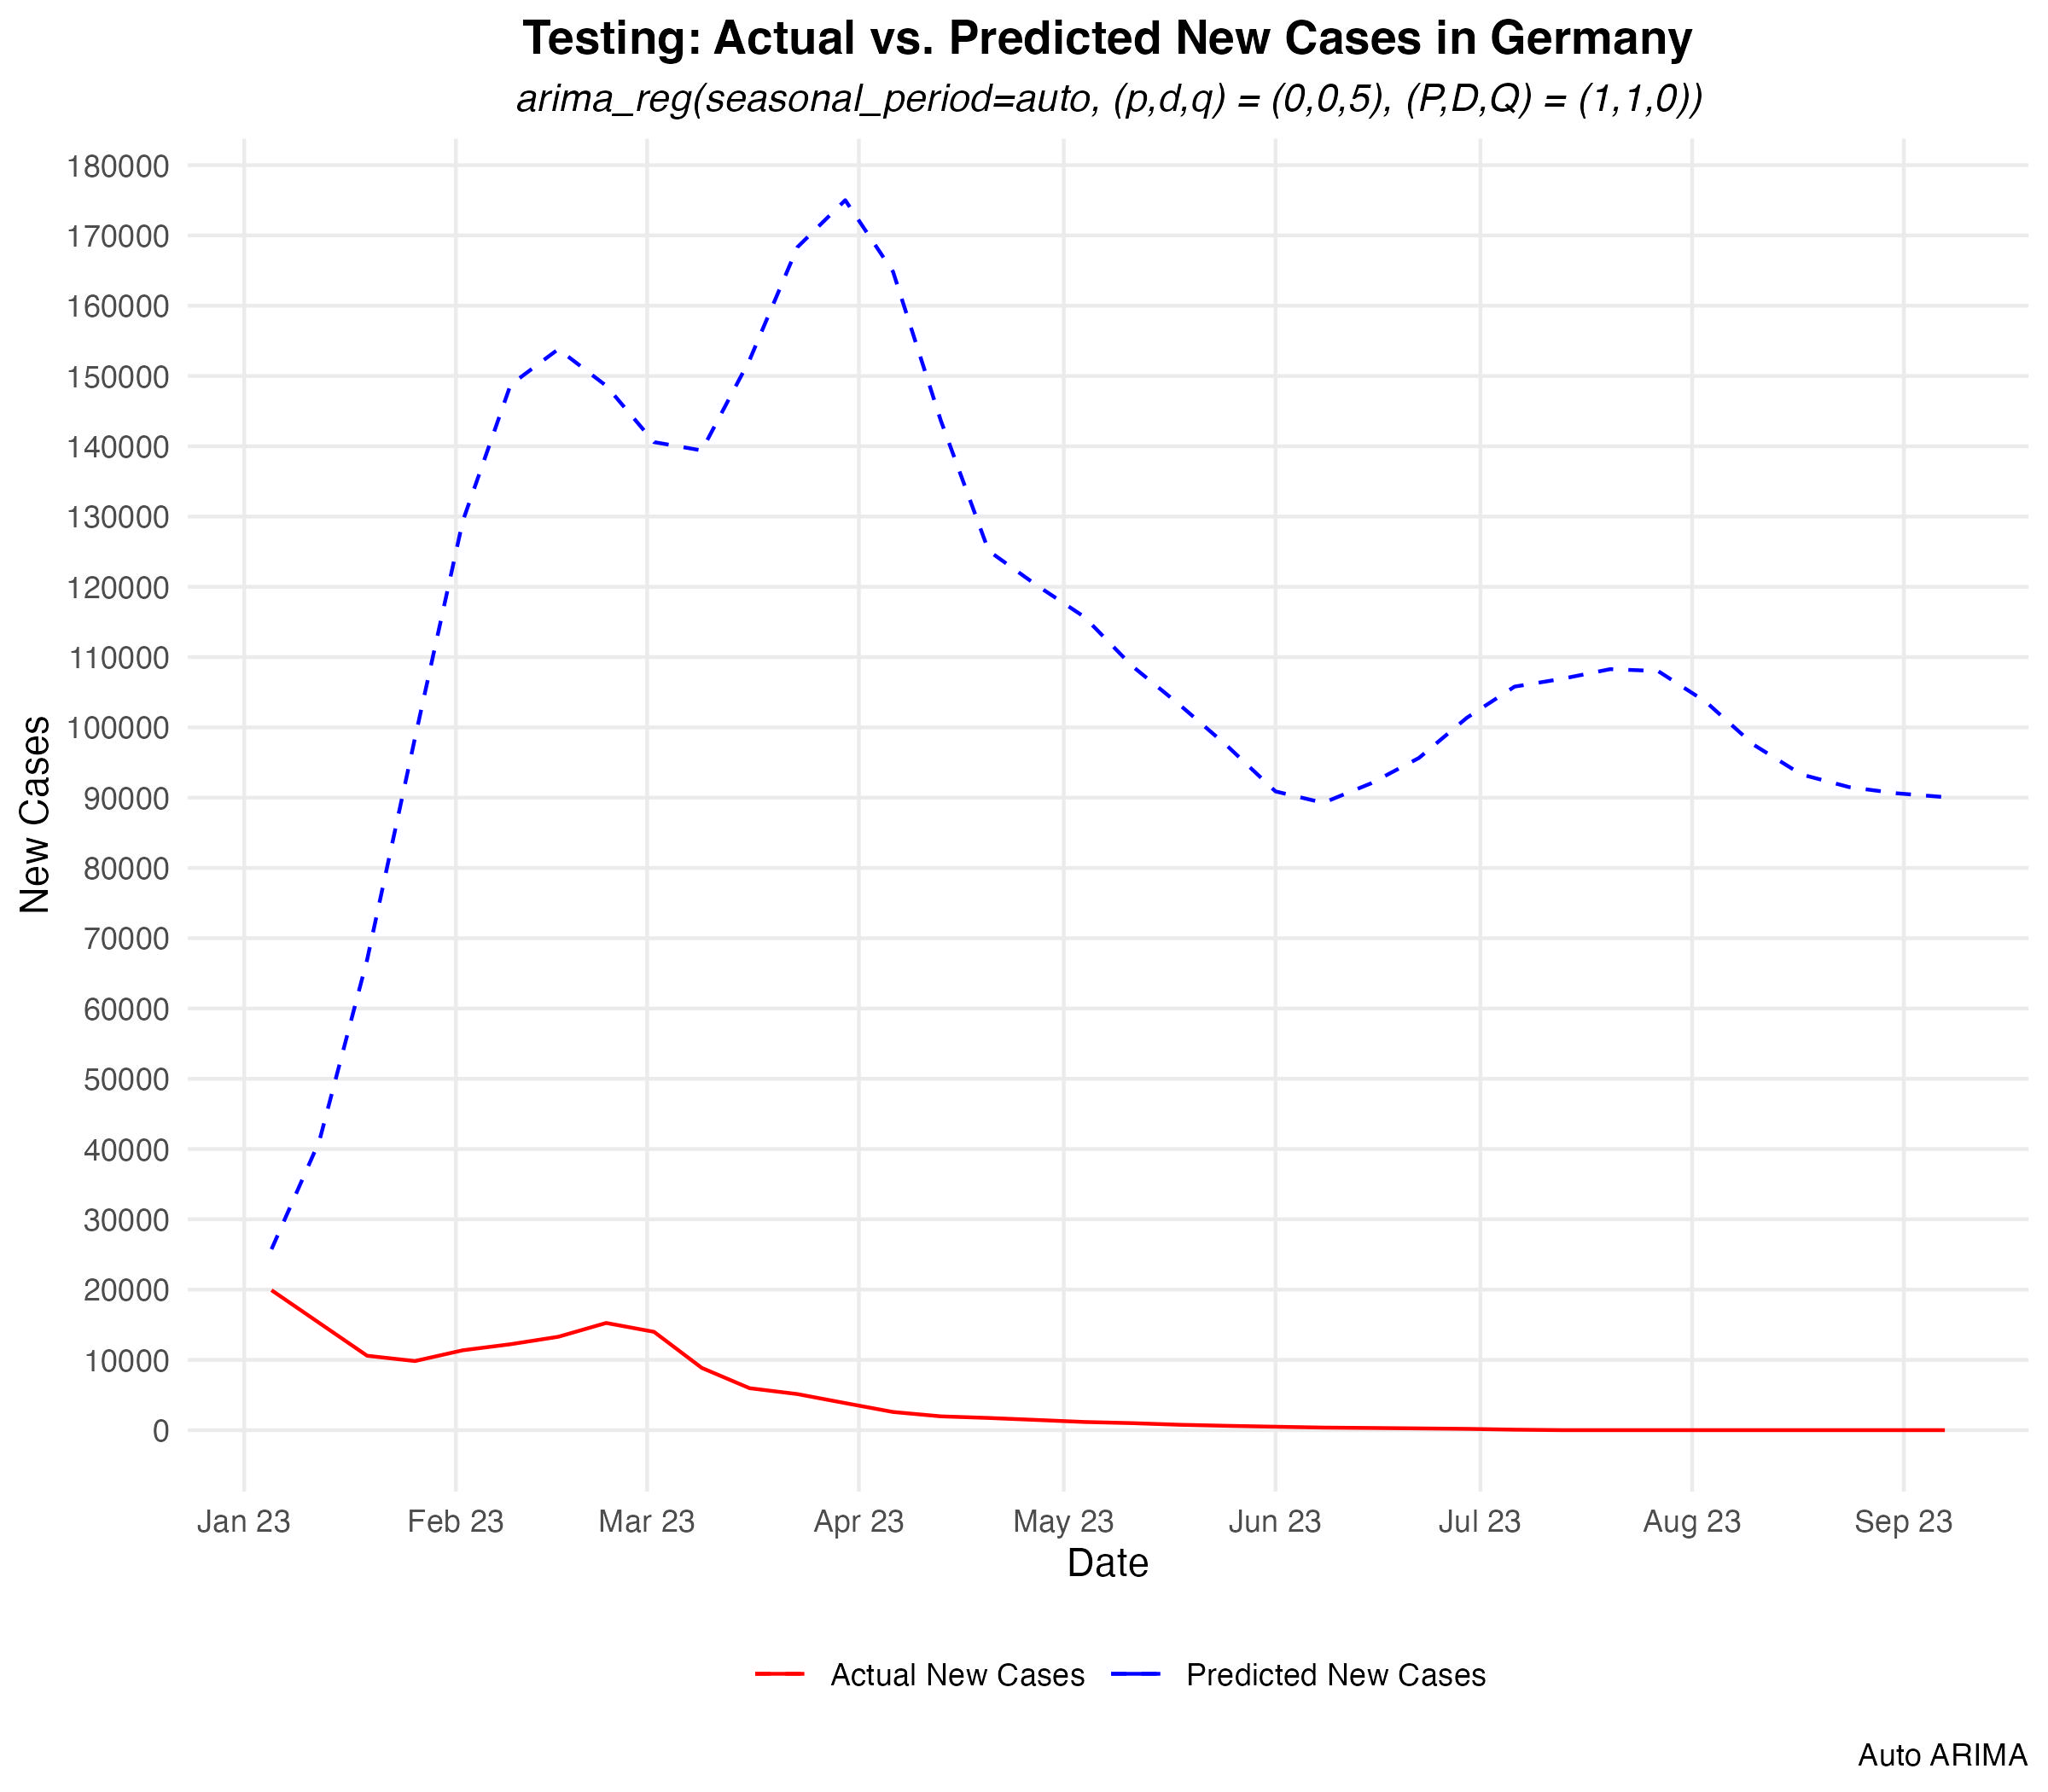 Testing: Actual vs. Predicted New Cases in Germany
arima_reg(seasonal_period=auto, (p,d,q) = (0,0,5), (P,D,Q) = (1,1,0))
180000
170000
160000
150000
140000
130000
120000
110000
100000
90000
80000
70000
60000
50000
40000
30000
20000
10000
0
New Cases
Jan 23 Feb 23 Mar 23 Apr 23 May 23 Jun 23 Jul 23 Aug 23 Sep 23
Date
Actual New Cases Predicted New Cases
Auto ARIMA